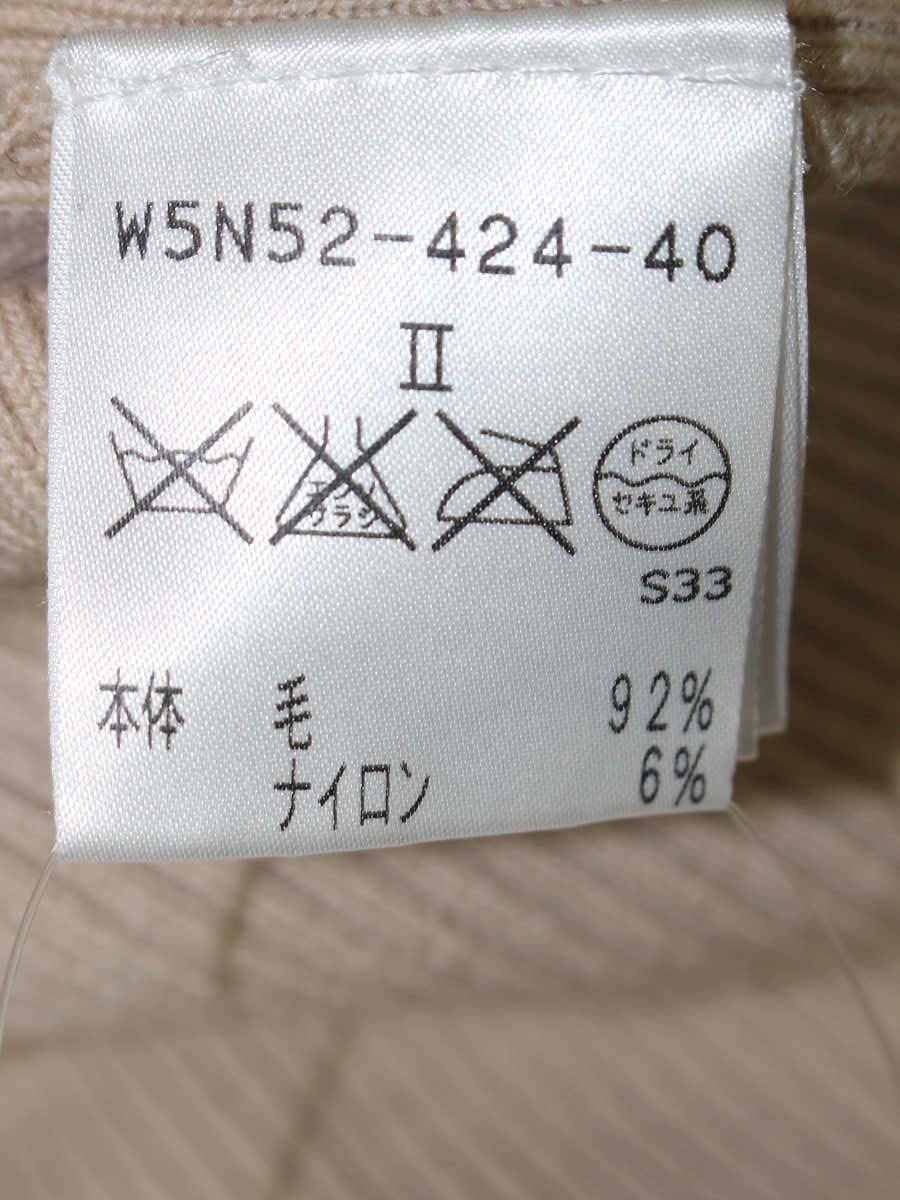 W5N52-424-40
II
エンソ
サラシ
ドライ
セキユ系
S33
本体 毛 92%
ナイロン 6%